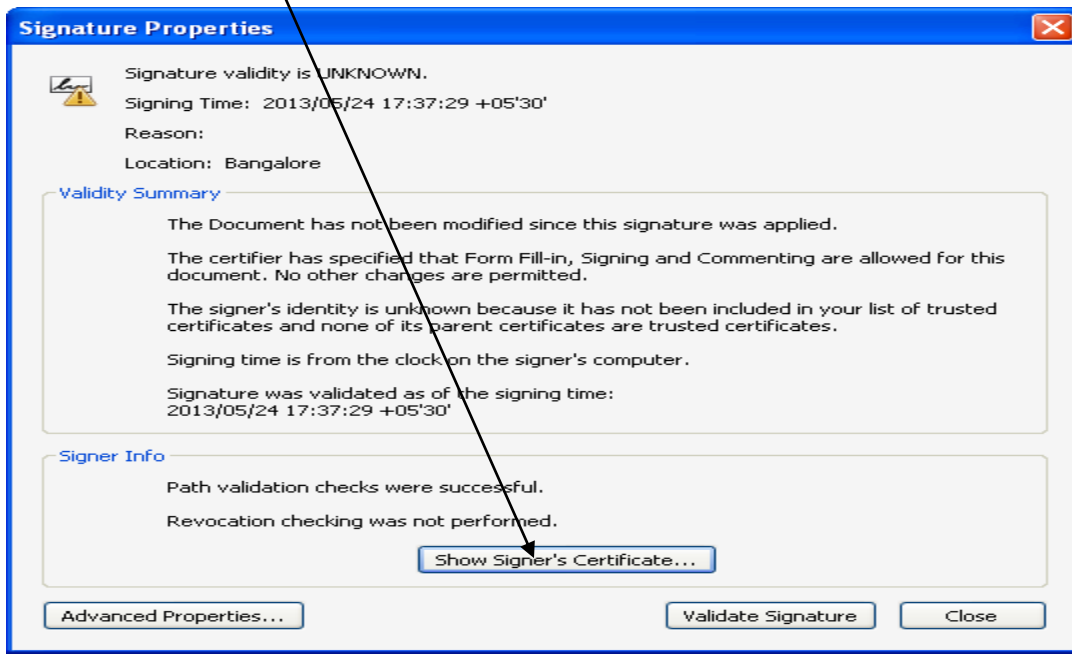 Signature Properties
Signature validity is UNKNOWN.
Signing Time: 2013/05/24 17:37:29 +05'30'
Reason:
Location: Bangalore
Validity Summary
The Document has not been modified since this signature was applied.
The certifier has specified that Form Fill-in, Signing and Commenting are allowed for this
document. No other changes are permitted.
The signer's identity is unknown because it has not been included in your list of trusted
certificates and none of its parent certificates are trusted certificates.
Signing time is from the clock on the signer's computer.
Signature was validated as of the signing time:
2013/05/24 17:37:29 +05'30'
Signer Info
Path validation checks were successful.
Revocation checking was not performed.
Show Signer's Certificate...
Advanced Properties...
Validate Signature
Close